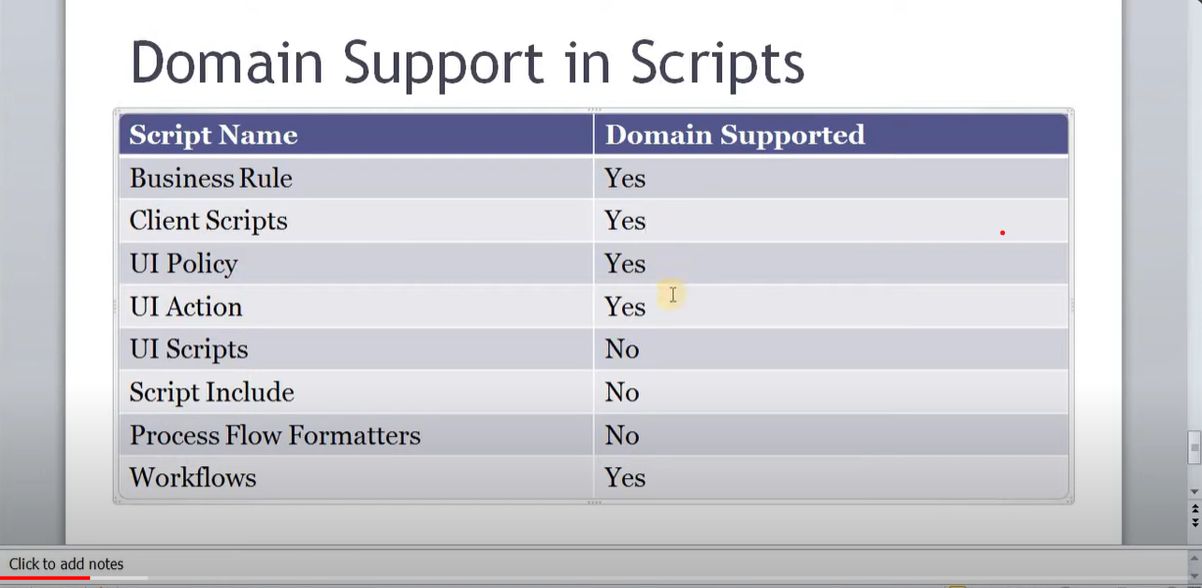 Domain Support in Scripts
Script Name Domain Supported
Business Rule Yes
Client Scripts Yes
UI Policy Yes
UI Action Yes
UI Scripts No
Script Include No
Process Flow Formatters No
Workflows Yes
Click to add notes